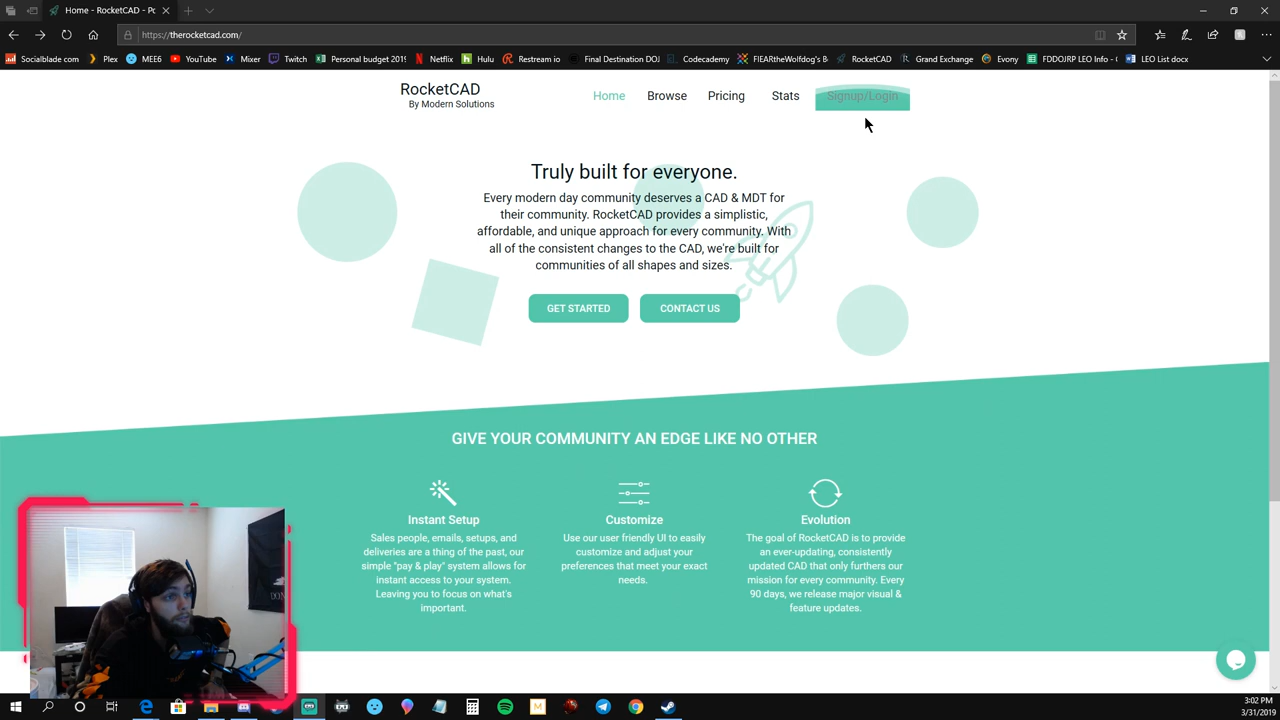 Home - RocketCAD - Pc
https://therocketcad.com/
Socialblade.com
Plex
MEE6
YouTube
Mixer
Twitch
Personal budget 2019
Netflix
Hulu
Restream io
Final Destination DOJ
Codecademy
FIEARtheWolfdog's B
RocketCAD
Grand Exchange
Evony
FDDOJRP LEO Info -
LEO List docx
RocketCAD
By Modern Solutions
Home
Browse
Pricing
Stats
Signup/Login
Truly built for everyone.
Every modern day community deserves a CAD & MDT for
their community. RocketCAD provides a simplistic,
affordable, and unique approach for every community. With
all of the consistent changes to the CAD, we're built for
communities of all shapes and sizes.
GET STARTED
CONTACT US
GIVE YOUR COMMUNITY AN EDGE LIKE NO OTHER
Instant Setup
Sales people, emails, setups, and
deliveries are a thing of the past, our
simple "pay & play" system allows for
instant access to your system.
Leaving you to focus on what's
important.
Customize
Use our user friendly UI to easily
customize and adjust your
preferences that meet your exact
needs.
Evolution
The goal of RocketCAD is to provide
an ever-updating, consistently
updated CAD that only furthers our
mission for every community. Every
90 days, we release major visual &
feature updates.
3:02 PM
3/31/2019